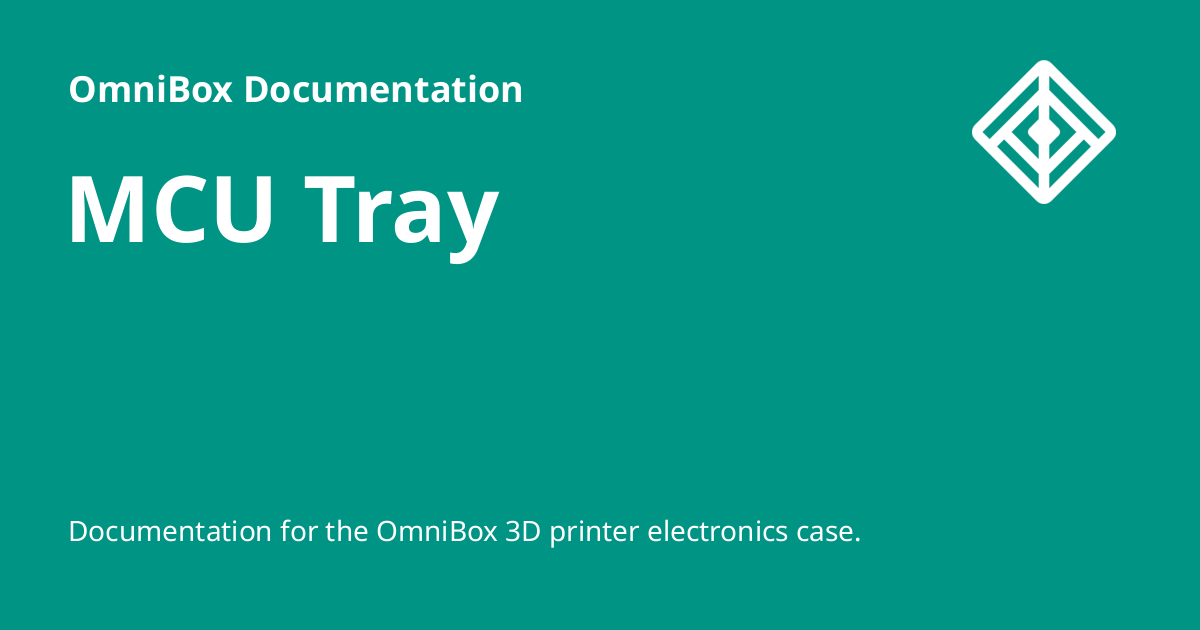 OmniBox Documentation
MCU Tray
Documentation for the OmniBox 3D printer electronics case.